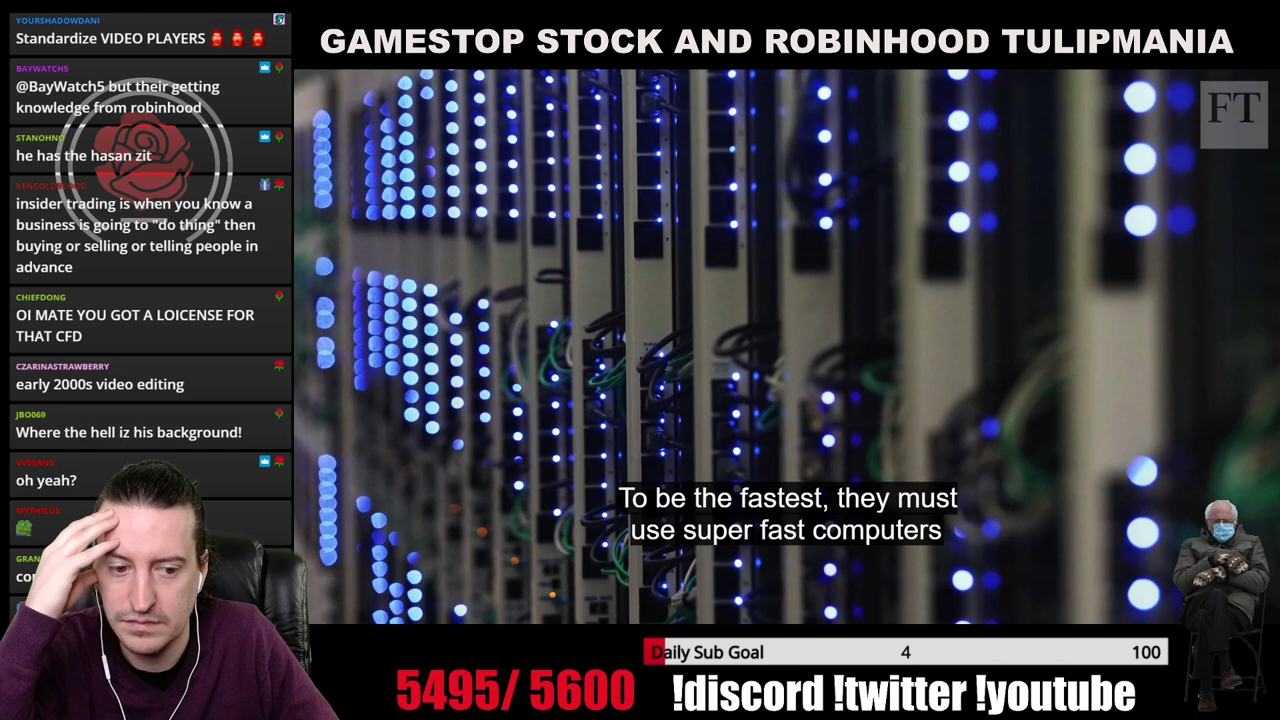 YOURSHADOWDANI
Standardize VIDEO PLAYERS
BAYWATCH5
@BayWatch5 but their getting
knowledge from robinhood
STANOHNO
he has the hasan zit
insider trading is when you know a
business is going to "do thing" then
buying or selling or telling people in
advance
CHIEFDONG
OI MATE YOU GOT A LOICENSE FOR
THAT CFD
CZARINASTRAWBERRY
early 2000s video editing
JBO069
Where the hell iz his background!
oh yeah?
MYTHICUS
GAMESTOP STOCK AND ROBINHOOD TULIPMANIA
FT
To be the fastest, they must
use super fast computers
Daily Sub Goal 4 100
5495/ 5600 !discord !twitter !youtube